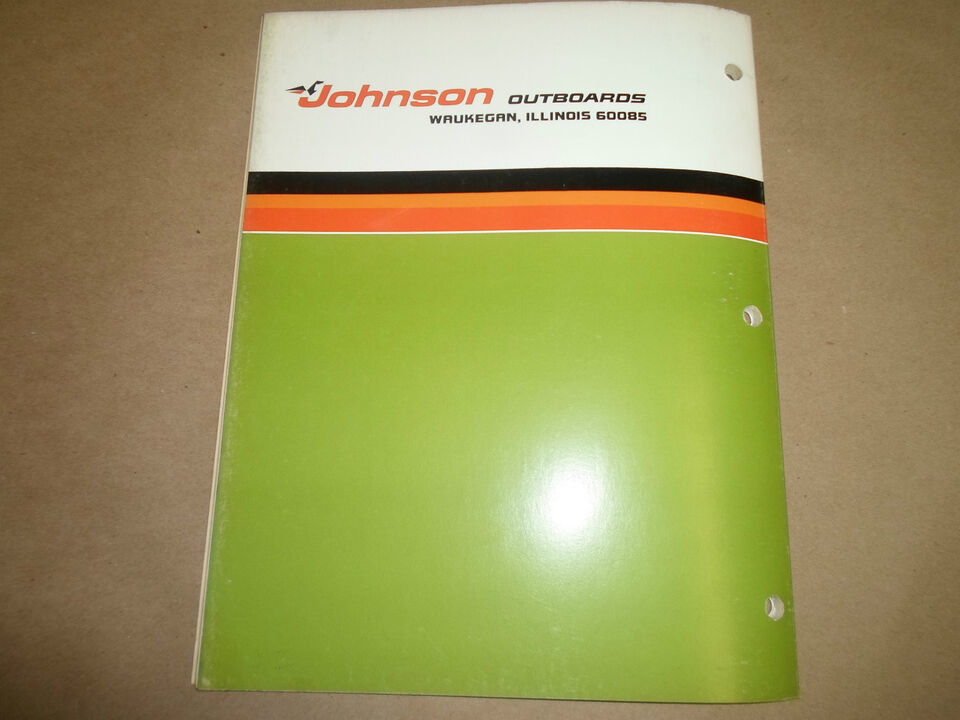 Johnson OUTBOARDS
WAUKEGAN, ILLINOIS 60085